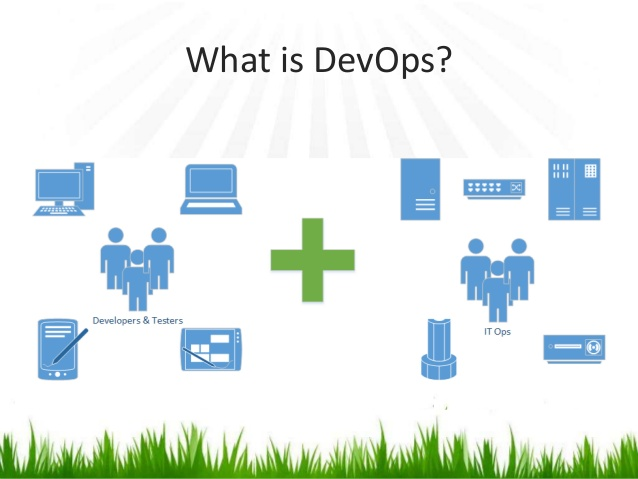 What is DevOps?
Developers & Testers
IT Ops